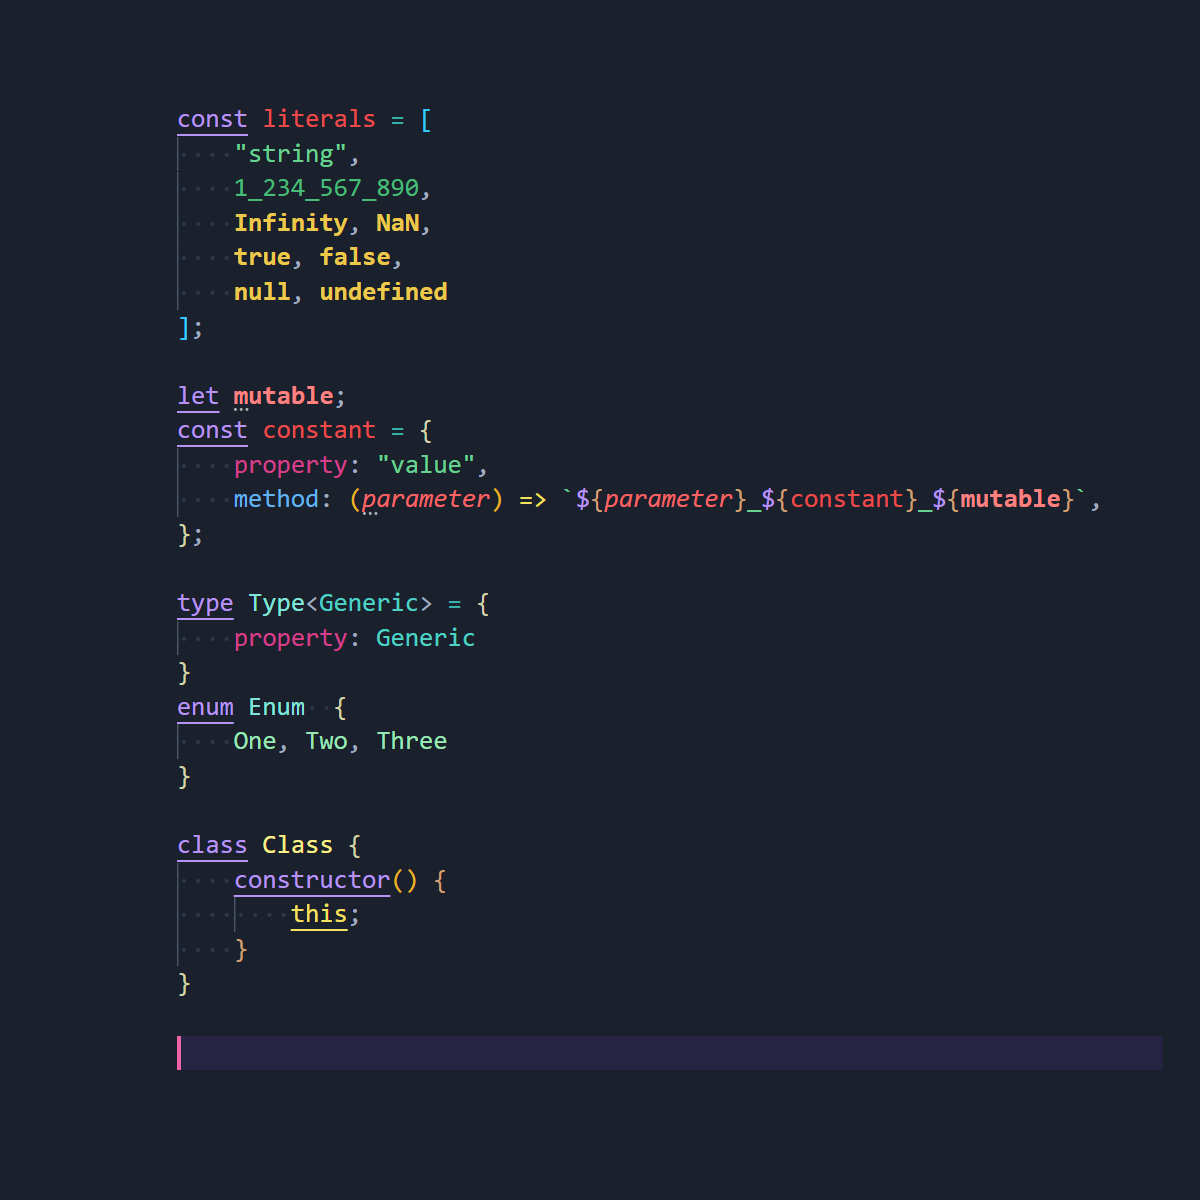 const literals = [
    "string",
    1_234_567_890,
    Infinity, NaN,
    true, false,
    null, undefined
];

let mutable;
const constant = {
    property: "value",
    method: (parameter) => `${parameter}_${constant}_${mutable}`,
};

type Type<Generic> = {
    property: Generic
}
enum Enum  {
    One, Two, Three
}

class Class {
    constructor() {
        this;
    }
}